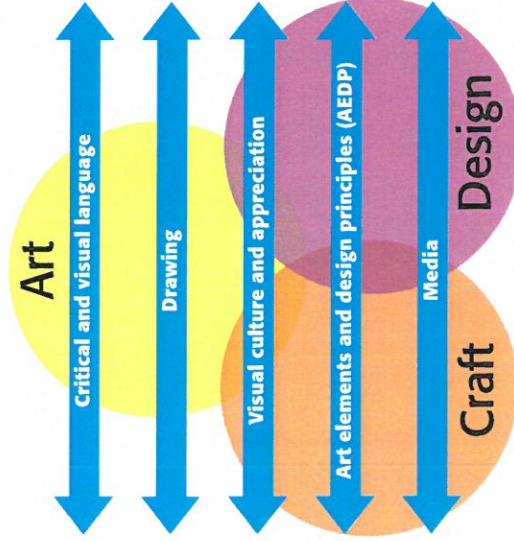 Art
Critical and visual language
Drawing
Visual culture and appreciation
Art elements and design principles (AEDP)
Media
Craft
Design